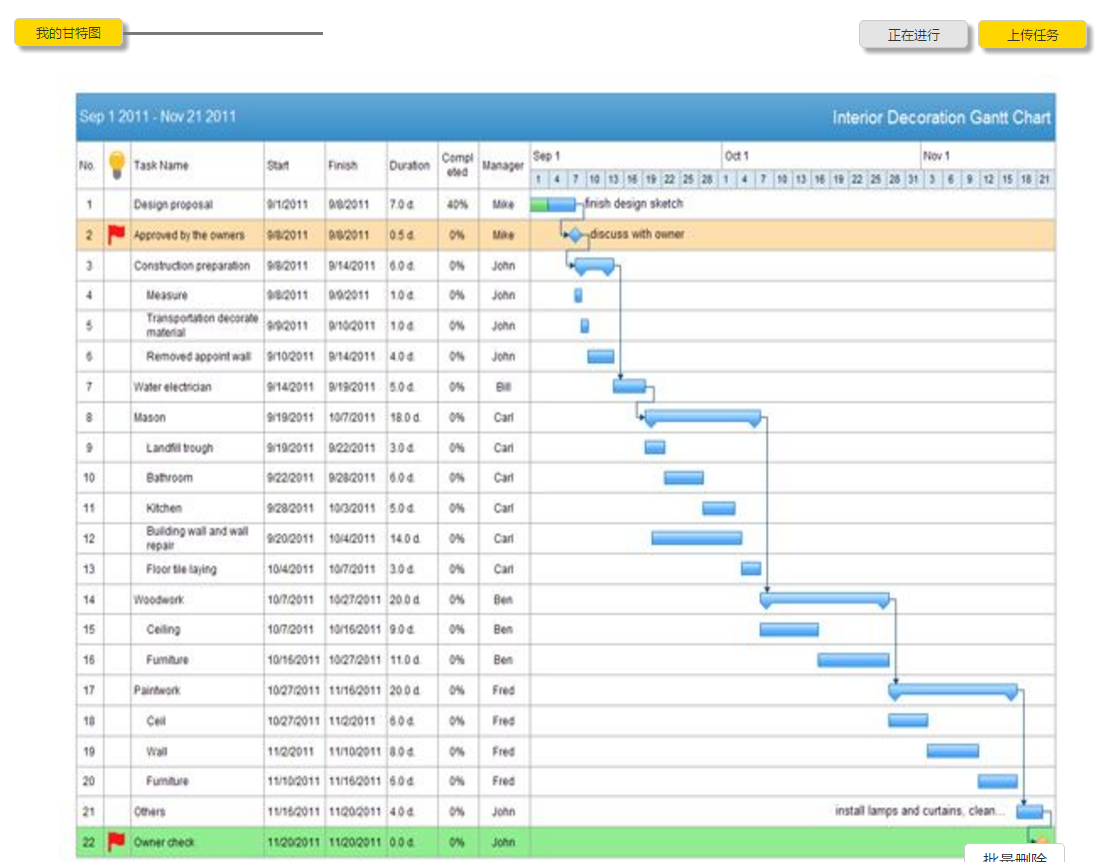 我的甘特图
正在进行 上传任务
Sep 1 2011 - Nov 21 2011 Interior Decoration Gantt Chart
No. Task Name Start Finish Duration Compl eted Manager Sep 1 Oct 1 Nov 1
1 4 7 10 13 16 19 22 25 28 1 4 7 10 13 16 19 22 25 28 31 3 6 9 12 15 18 21
1 Design proposal 9/1/2011 9/8/2011 7.0 d. 40% Mike finish design sketch
2 Approved by the owners 9/8/2011 9/8/2011 0.5 d. 0% Mike discuss with owner
3 Construction preparation 9/8/2011 9/14/2011 6.0 d. 0% John
4 Measure 9/8/2011 9/9/2011 1.0 d. 0% John
5 Transportation decorate material 9/9/2011 9/10/2011 1.0 d. 0% John
6 Removed appoint wall 9/10/2011 9/14/2011 4.0 d. 0% John
7 Water electrician 9/14/2011 9/19/2011 5.0 d. 0% Bill
8 Mason 9/19/2011 10/7/2011 18.0 d. 0% Carl
9 Landfill trough 9/19/2011 9/22/2011 3.0 d. 0% Carl
10 Bathroom 9/22/2011 9/28/2011 6.0 d. 0% Carl
11 Kitchen 9/28/2011 10/3/2011 5.0 d. 0% Carl
12 Building wall and wall repair 9/20/2011 10/4/2011 14.0 d. 0% Carl
13 Floor tile laying 10/4/2011 10/7/2011 3.0 d. 0% Carl
14 Woodwork 10/7/2011 10/27/2011 20.0 d. 0% Ben
15 Ceiling 10/7/2011 10/16/2011 9.0 d. 0% Ben
16 Furniture 10/16/2011 10/27/2011 11.0 d. 0% Ben
17 Paintwork 10/27/2011 11/16/2011 20.0 d. 0% Fred
18 Ceil 10/27/2011 11/2/2011 6.0 d. 0% Fred
19 Wall 11/2/2011 11/10/2011 8.0 d. 0% Fred
20 Furniture 11/10/2011 11/16/2011 6.0 d. 0% Fred
21 Others 11/16/2011 11/20/2011 4.0 d. 0% John install lamps and curtains, clean...
22 Owner check 11/20/2011 11/20/2011 0.0 d. 0% John
批量删除